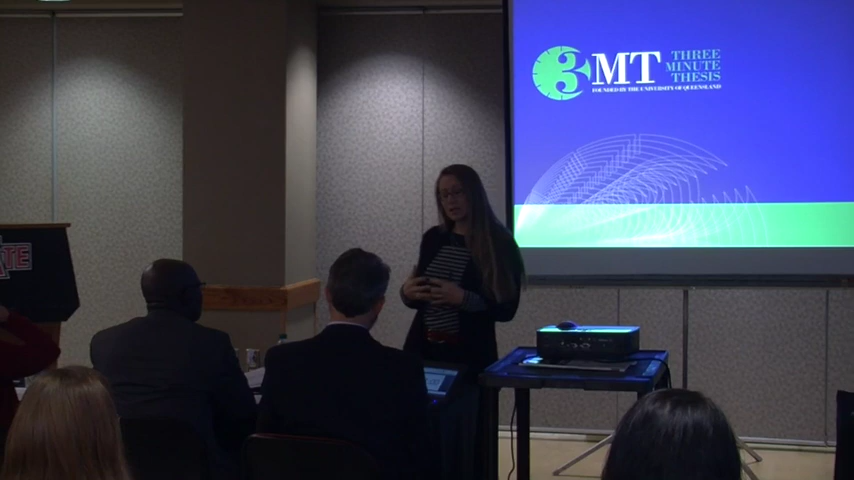 3MT THREE
MINUTE
THESIS
FOUNDED BY THE UNIVERSITY OF QUEENSLAND
ATE